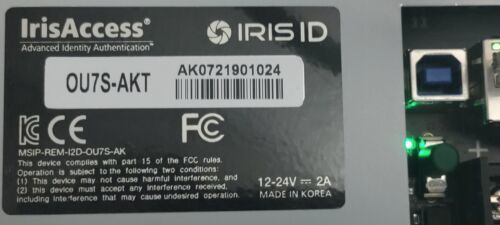 IrisAccess®
Advanced Identity Authentication™
IRIS ID
OU7S-AKT
AK0721901024
MSIP-REM-I2D-OU7S-AK
This device complies with part 15 of the FCC rules.
Operation is subject to the following two conditions:
(1) This device may not cause harmful interference, and
(2) this device must accept any interference received,
including interference that may cause undesired operation.
CE
FC
12-24V ⎓ 2A
MADE IN KOREA